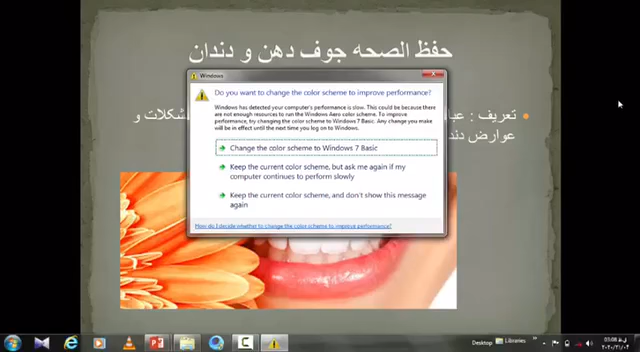 حفظ الصحه جوف دهن و دندان
Windows
Do you want to change the color scheme to improve performance?
Windows has detected your computer's performance is slow. This could be because
there are not enough resources to run the Windows Aero color scheme. To improve
performance, try changing the color scheme to Windows 7 Basic. Any change you make
will be in effect until the next time you log on to Windows.
Change the color scheme to Windows 7 Basic
Keep the current color scheme, but ask me again if my
computer continues to perform slowly
Keep the current color scheme, and don't show this message
again
How do I decide whether to change the color scheme to improve performance?
تعریف : عبا
شکلات و
عوارض دند
Desktop
Libraries